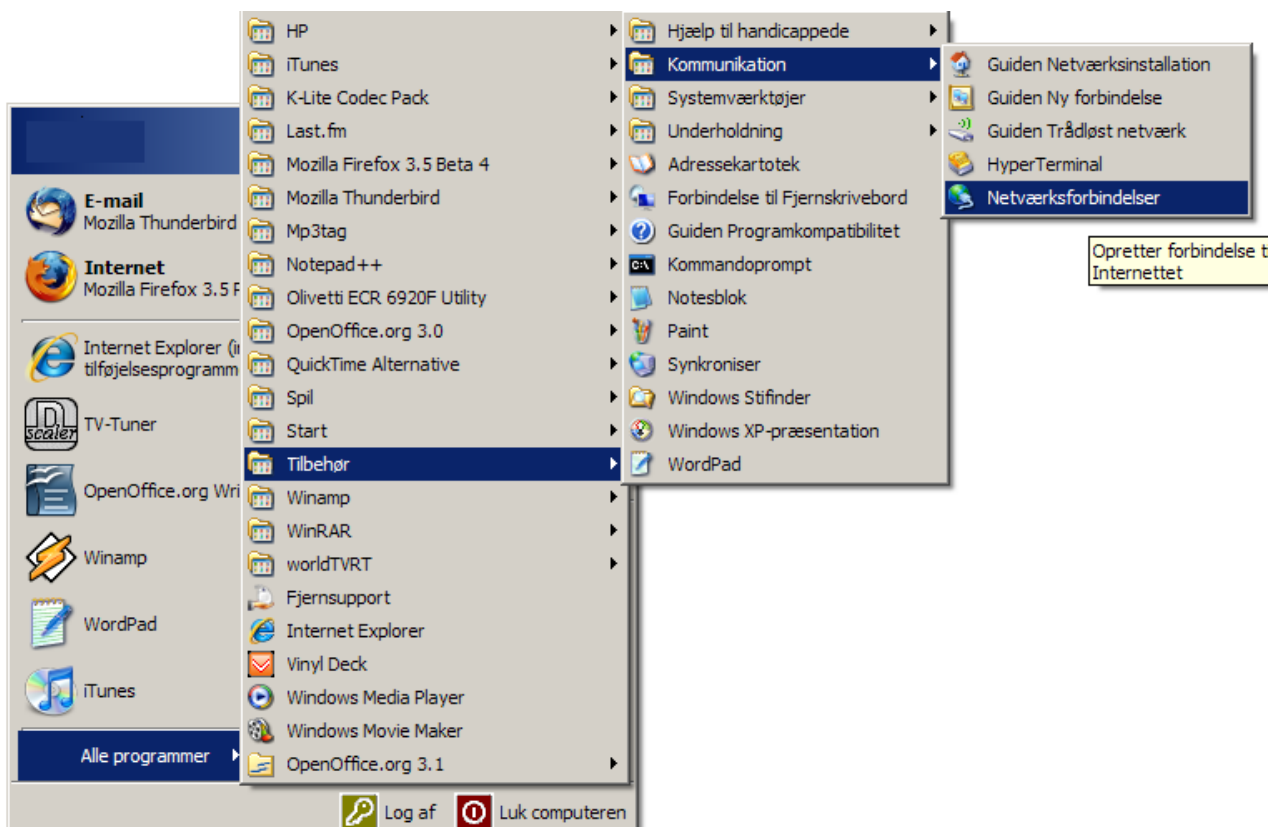 E-mail
Mozilla Thunderbird
Internet
Mozilla Firefox 3.5
Internet Explorer
tilføjelsesprogramm
TV-Tuner
OpenOffice.org Wri
Winamp
WordPad
iTunes
Alle programmer
Log af
Luk computeren
HP
iTunes
K-Lite Codec Pack
Last.fm
Mozilla Firefox 3.5 Beta 4
Mozilla Thunderbird
Mp3tag
Notepad++
Olivetti ECR 6920F Utility
OpenOffice.org 3.0
QuickTime Alternative
Spil
Start
Tilbehør
Winamp
WinRAR
worldTVRT
Fjernsupport
Internet Explorer
Vinyl Deck
Windows Media Player
Windows Movie Maker
OpenOffice.org 3.1
Hjælp til handicappede
Kommunikation
Systemværktøjer
Underholdning
Adressekartotek
Forbindelse til Fjernskrivebord
Guiden Programkompatibilitet
Kommandoprompt
Notesblok
Paint
Synkroniser
Windows Stifinder
Windows XP-præsentation
WordPad
Guiden Netværksinstallation
Guiden Ny forbindelse
Guiden Trådløst netværk
HyperTerminal
Netværksforbindelser
Opretter forbindelse t
Internettet